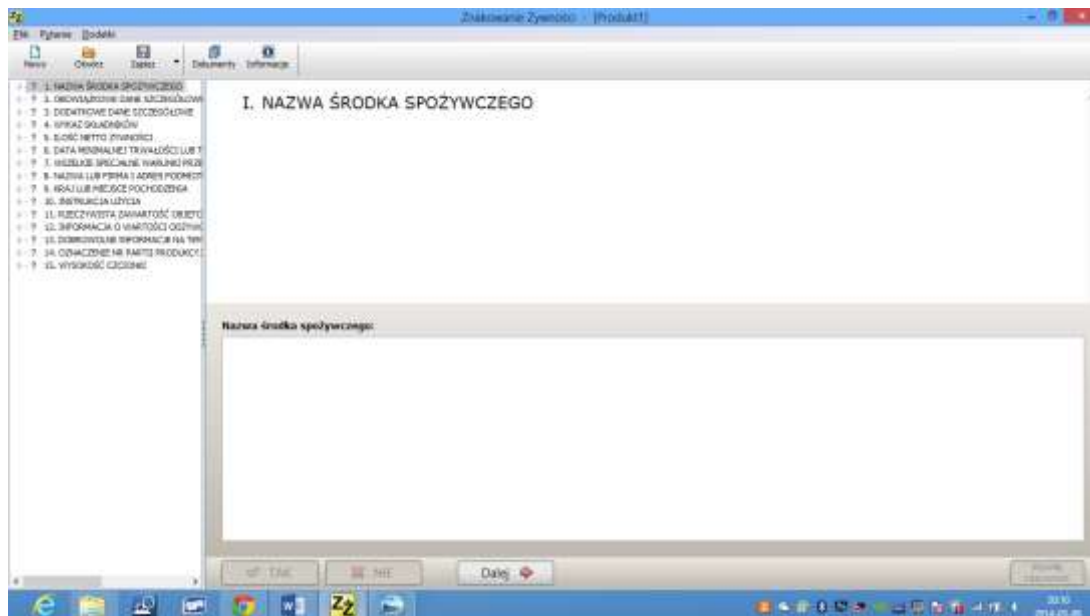 Znakowanie Żywności - [Produkt1]
Plik Pytanie Dodatki
Nowy Otwórz Zapisz Dokumenty Informacje
1. NAZWA ŚRODKA SPOŻYWCZEGO
2. OBOWIĄZKOWE DANE SZCZEGÓŁOW
3. DODATKOWE DANE SZCZEGÓŁOWE
4. WYKAZ SKŁADNIKÓW
5. ILOŚĆ NETTO ŻYWNOŚCI
6. DATA MINIMALNEJ TRWAŁOŚCI LUB T
7. WSZELKIE SPECJALNE WARUNKI PRZE
8. NAZWA LUB FIRMA I ADRES PODMIOT
9. KRAJ LUB MIEJSCE POCHODZENIA
10. INSTRUKCJA UŻYCIA
11. RZECZYWISTA ZAWARTOŚĆ OBJĘTO
12. INFORMACJA O WARTOŚCI ODŻYW
13. DOBROWOLNE INFORMACJE NA TEM
14. OZNACZENIE NR PARTII PRODUKCY
15. WYSOKOŚĆ CZCIONKI
I. NAZWA ŚRODKA SPOŻYWCZEGO
Nazwa środka spożywczego:
TAK NIE Dalej
20:10